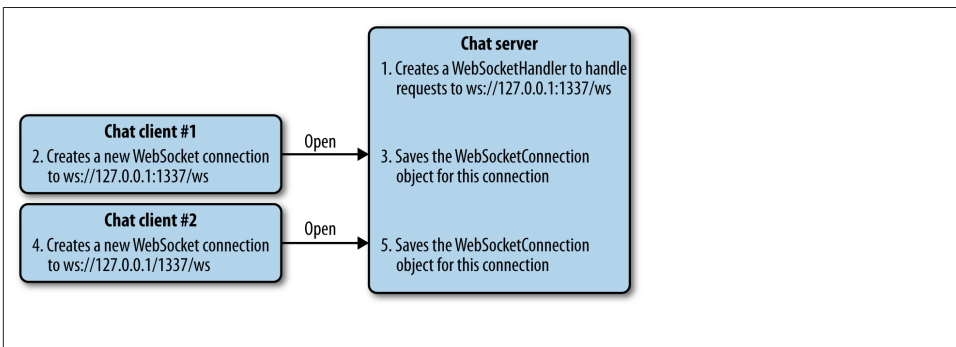 Chat server
1. Creates a WebSocketHandler to handle
requests to ws://127.0.0.1:1337/ws
Chat client #1
2. Creates a new WebSocket connection
to ws://127.0.0.1:1337/ws
Open
3. Saves the WebSocketConnection
object for this connection
Chat client #2
4. Creates a new WebSocket connection
to ws://127.0.0.1/1337/ws
Open
5. Saves the WebSocketConnection
object for this connection